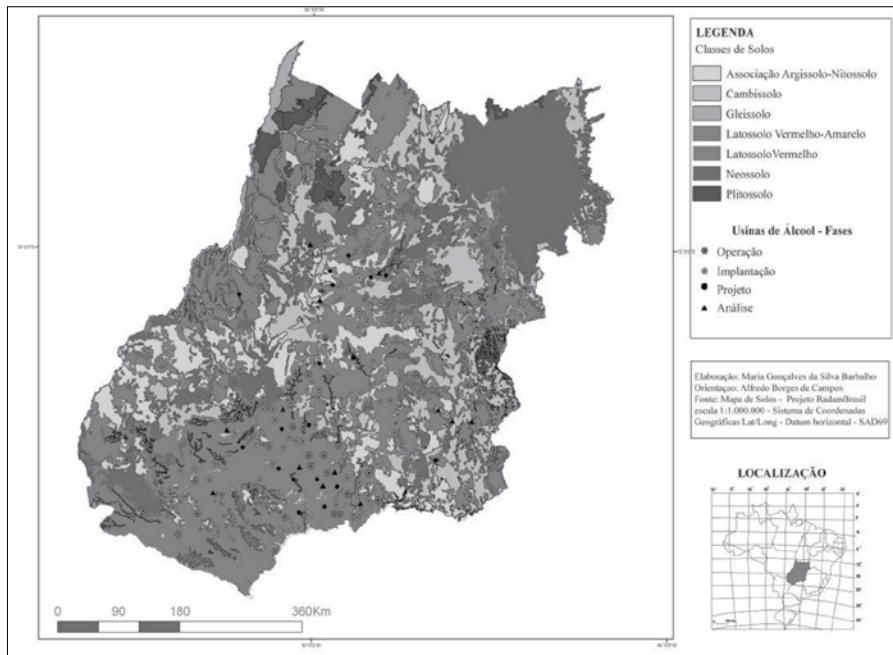 LEGENDA
Classes de Solos
Associação Argissolo-Nitossolo
Cambissolo
Gleissolo
Latossolo Vermelho-Amarelo
LatossoloVermelho
Neossolo
Plitossolo
Usinas de Álcool - Fases
Operação
Implantação
Projeto
Análise
Elaboração: Maria Gonçalves da Silva Barbalho
Orientaçao: Alfredo Borges de Campos
Fonte: Mapa de Solos - Projeto RadamBrasil
escala 1:1.000.000 - Sistema de Coordenadas
Geográficas Lat/Long - Datum horizontal - SAD69
LOCALIZAÇÃO
0 90 180 360Km